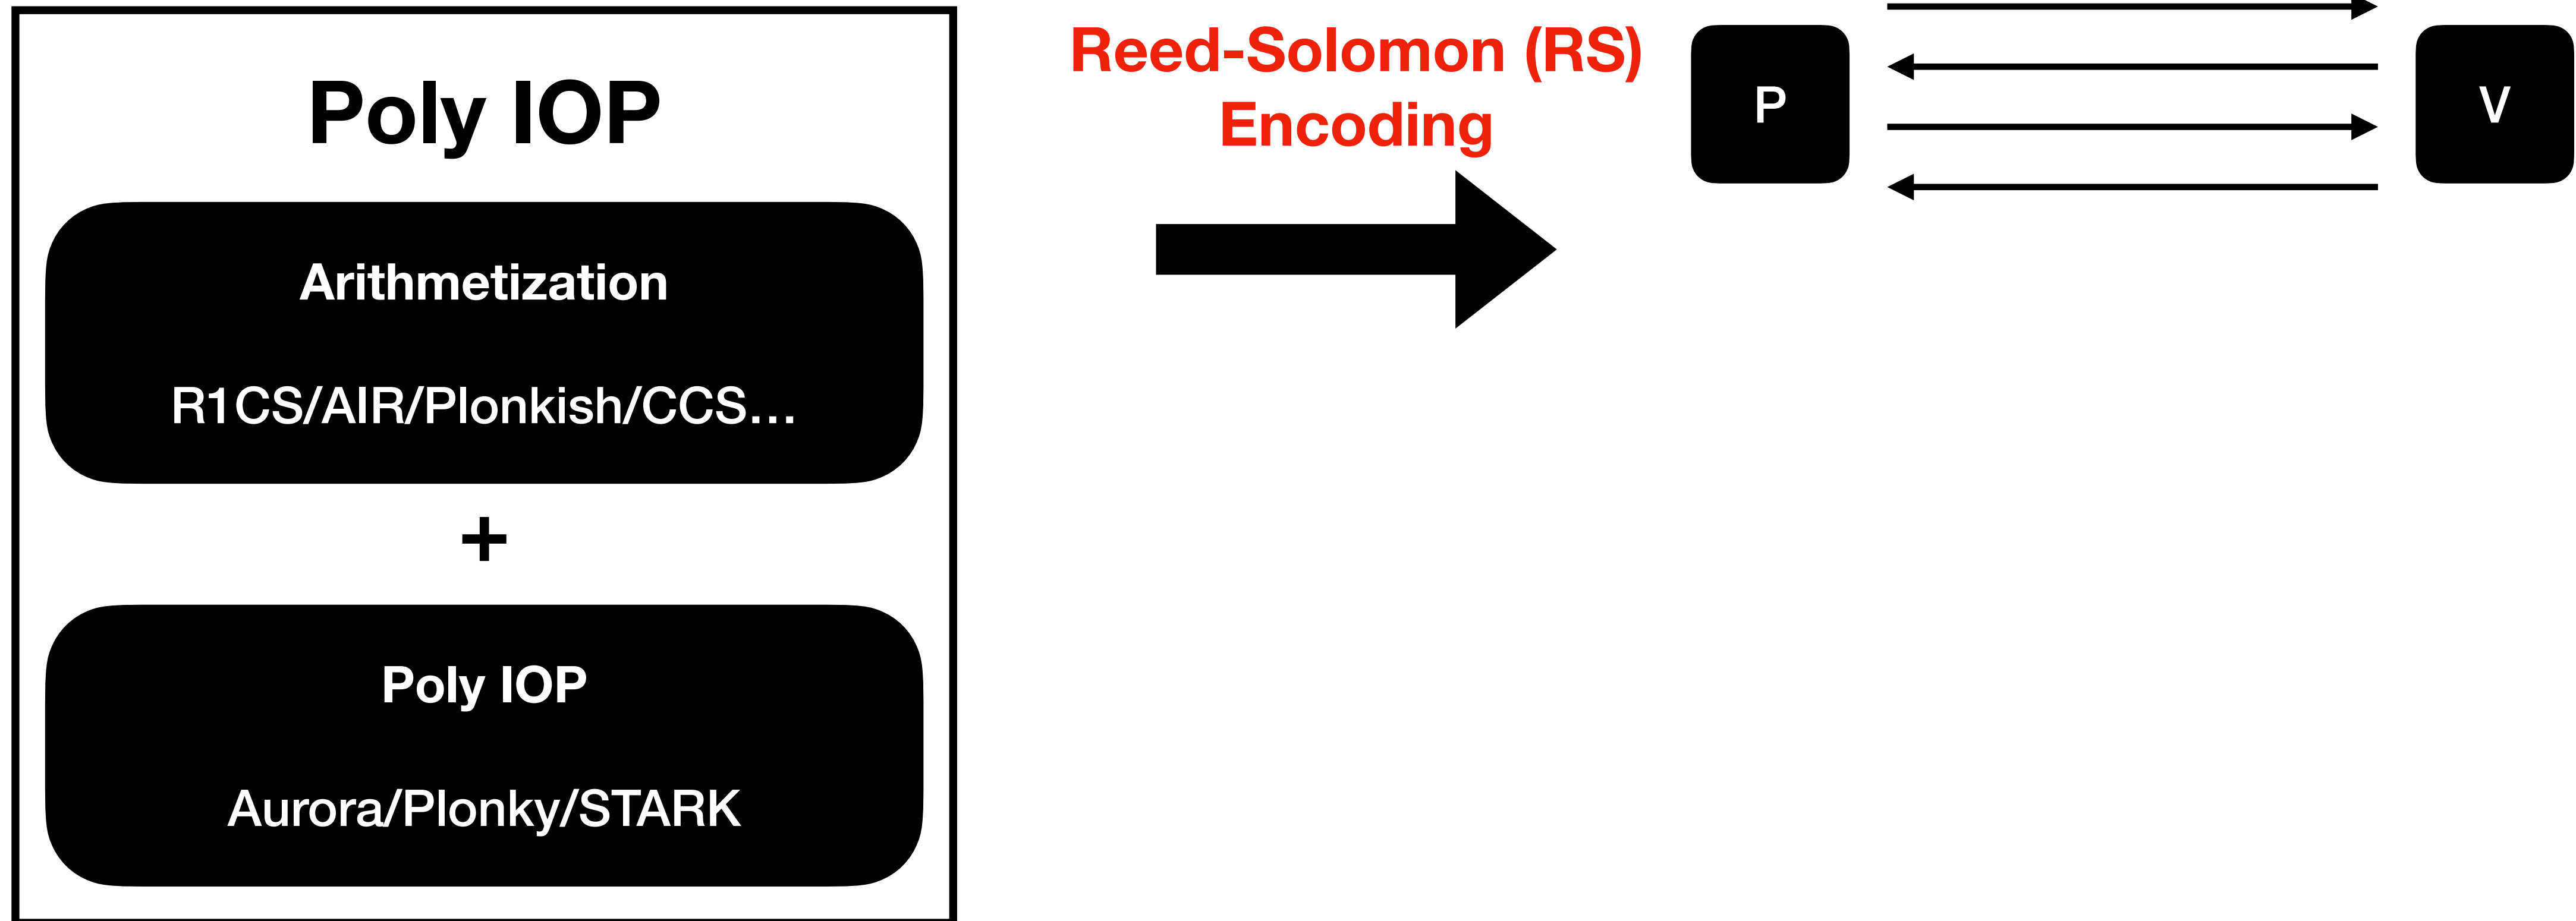 Poly IOP
Arithmetization
R1CS/AIR/Plonkish/CCS...
+
Poly IOP
Aurora/Plonky/STARK
Reed-Solomon (RS)
Encoding
P
V